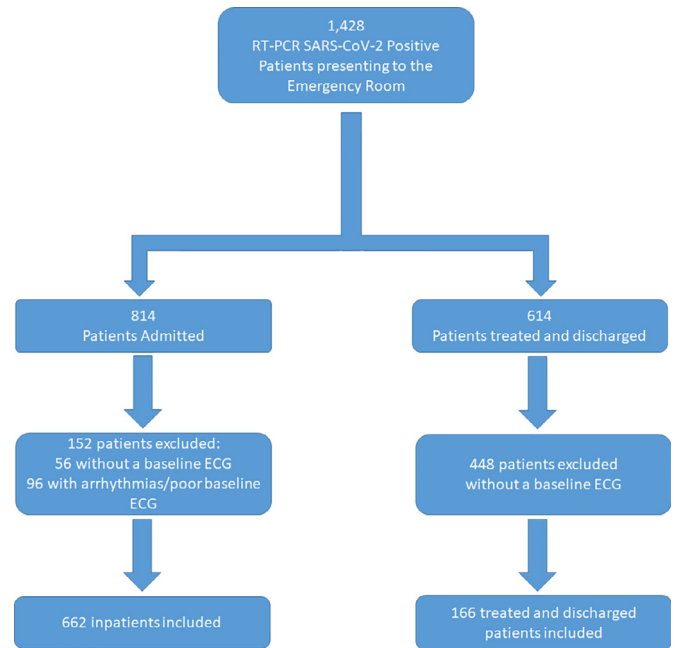 1,428
RT-PCR SARS-CoV-2 Positive
Patients presenting to the
Emergency Room
814
Patients Admitted
614
Patients treated and discharged
152 patients excluded:
56 without a baseline ECG
96 with arrhythmias/poor baseline
ECG
448 patients excluded
without a baseline ECG
662 inpatients included
166 treated and discharged
patients included